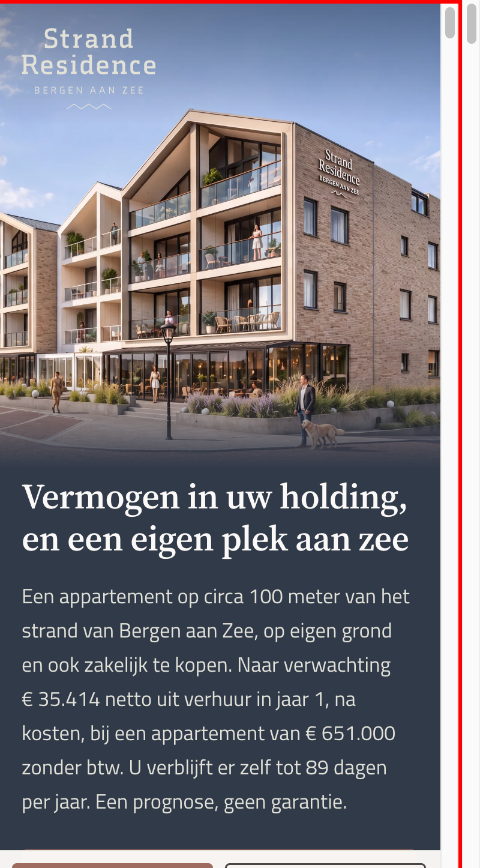 Strand
Residence
BERGEN AAN ZEE
Strand
Residence
BERGEN AAN ZEE
Vermogen in uw holding,
en een eigen plek aan zee
Een appartement op circa 100 meter van het
strand van Bergen aan Zee, op eigen grond
en ook zakelijk te kopen. Naar verwachting
€ 35.414 netto uit verhuur in jaar 1, na
kosten, bij een appartement van € 651.000
zonder btw. U verblijft er zelf tot 89 dagen
per jaar. Een prognose, geen garantie.